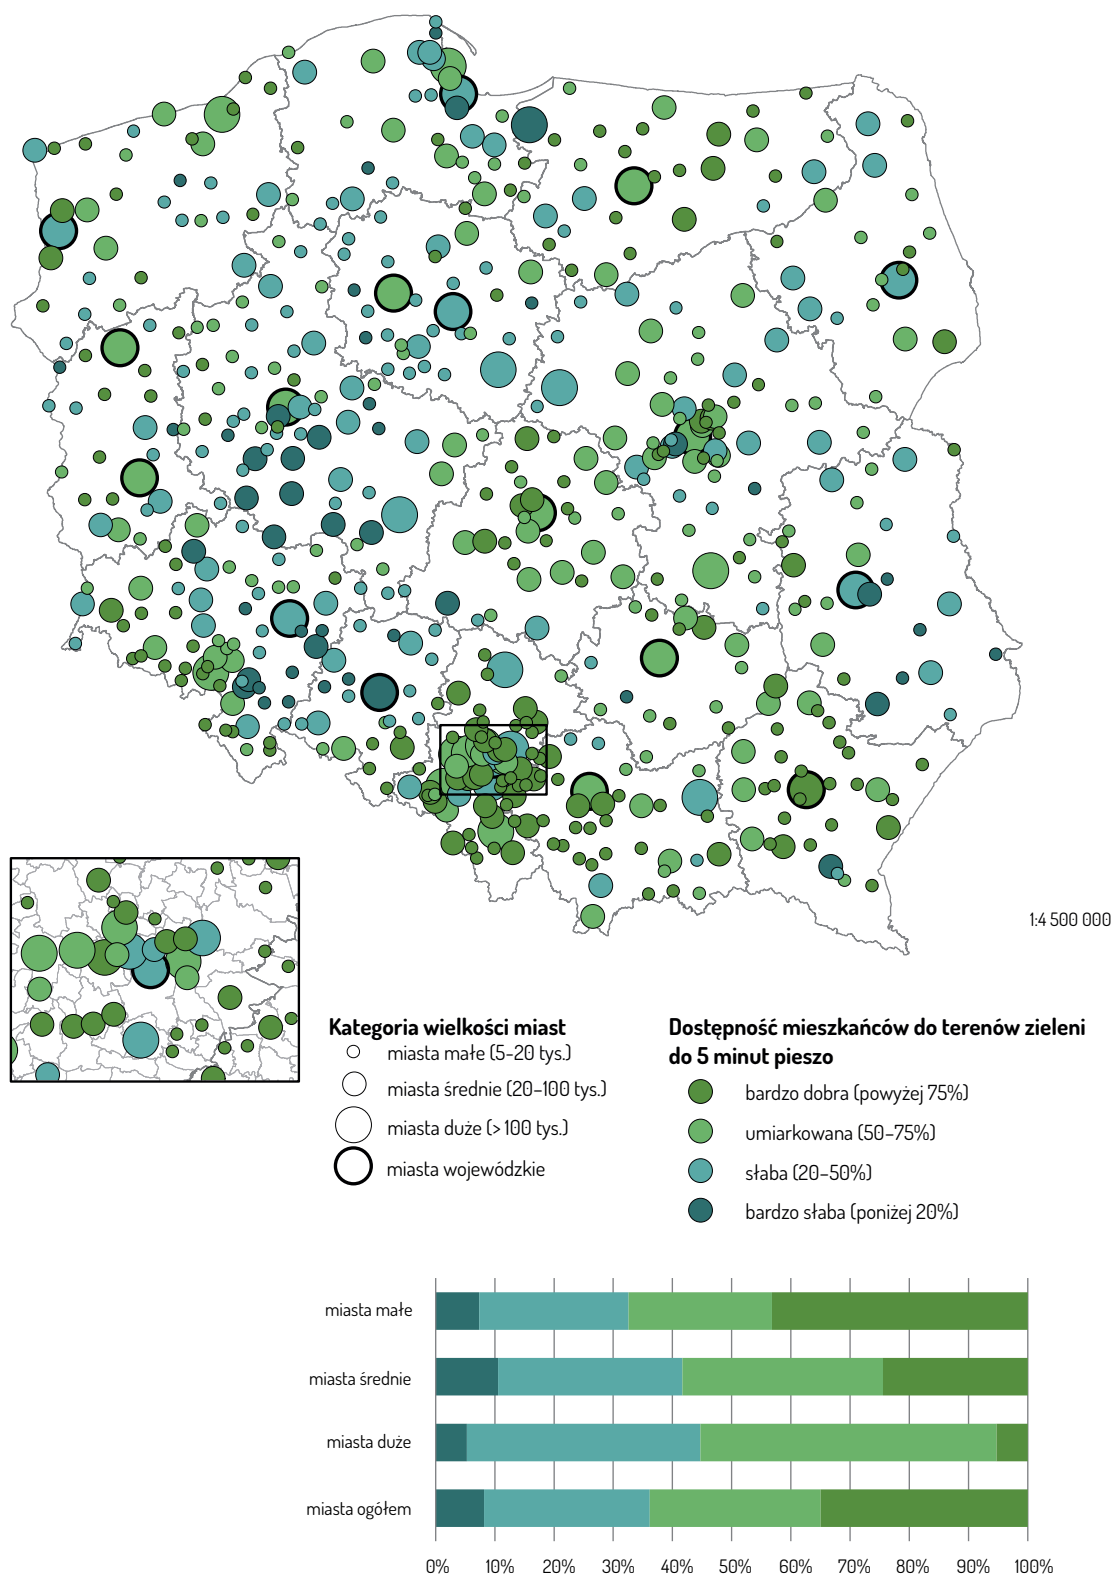 1:4 500 000
Kategoria wielkości miast
miasta małe (5-20 tys.)
miasta średnie (20–100 tys.)
miasta duże (> 100 tys.)
miasta wojewódzkie
Dostępność mieszkańców do terenów zieleni
do 5 minut pieszo
bardzo dobra (powyżej 75%)
umiarkowana (50–75%)
słaba (20–50%)
bardzo słaba (poniżej 20%)
miasta małe
miasta średnie
miasta duże
miasta ogółem
0% 10% 20% 30% 40% 50% 60% 70% 80% 90% 100%